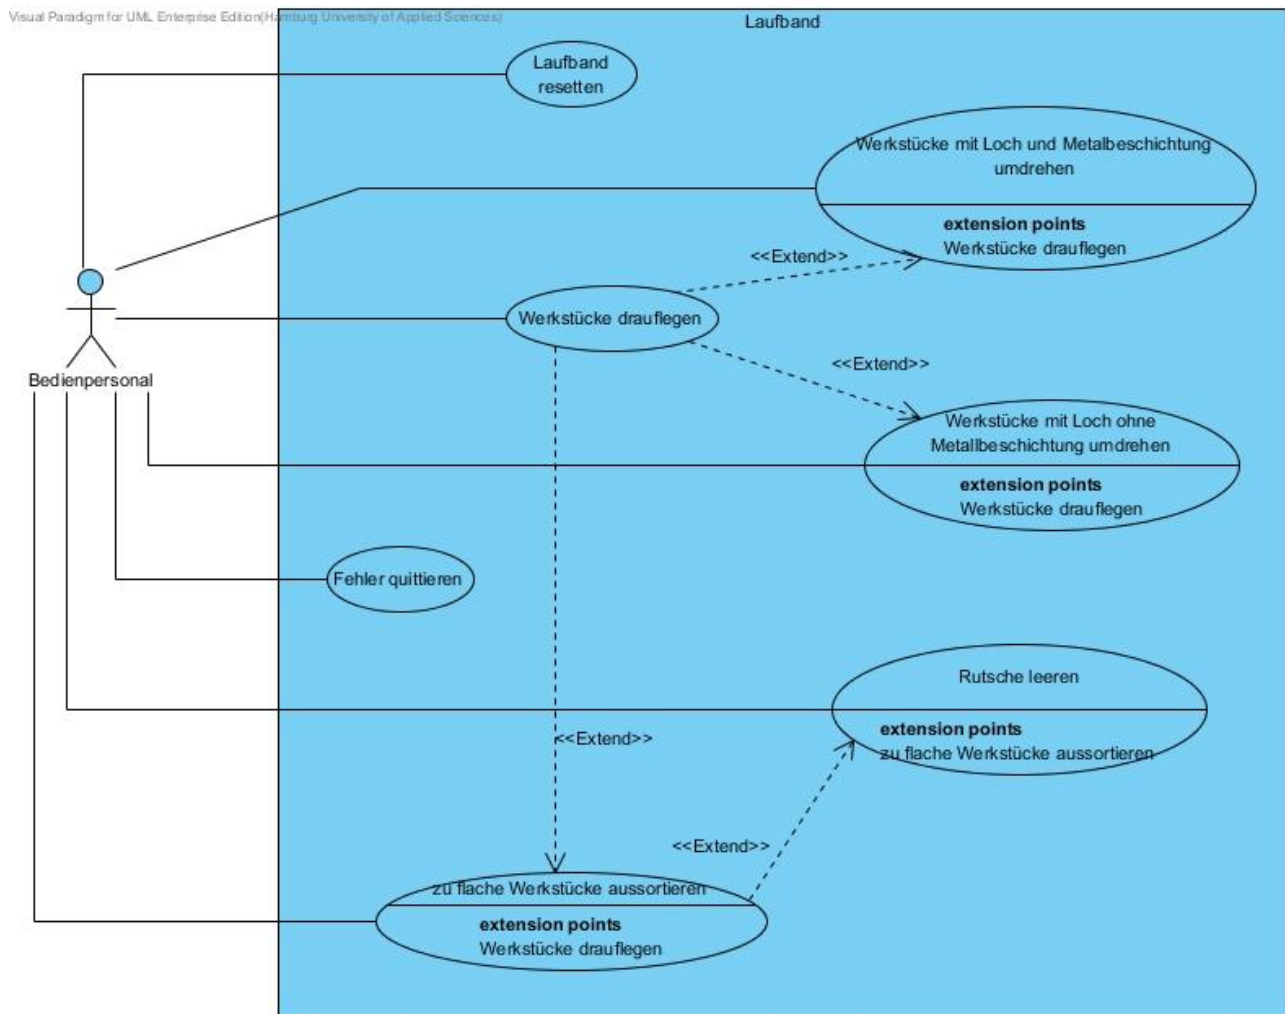 Visual Paradigm for UML Enterprise Edition(Hamburg University of Applied Sciences)
Laufband
Laufband
resetten
Werkstücke mit Loch und Metalbeschichtung
umdrehen
extension points
Werkstücke drauflegen
<<Extend>>
Werkstücke drauflegen
<<Extend>>
Bedienpersonal
Werkstücke mit Loch ohne
Metallbeschichtung umdrehen
extension points
Werkstücke drauflegen
Fehler quittieren
Rutsche leeren
extension points
zu flache Werkstücke aussortieren
<<Extend>>
<<Extend>>
zu flache Werkstücke aussortieren
extension points
Werkstücke drauflegen